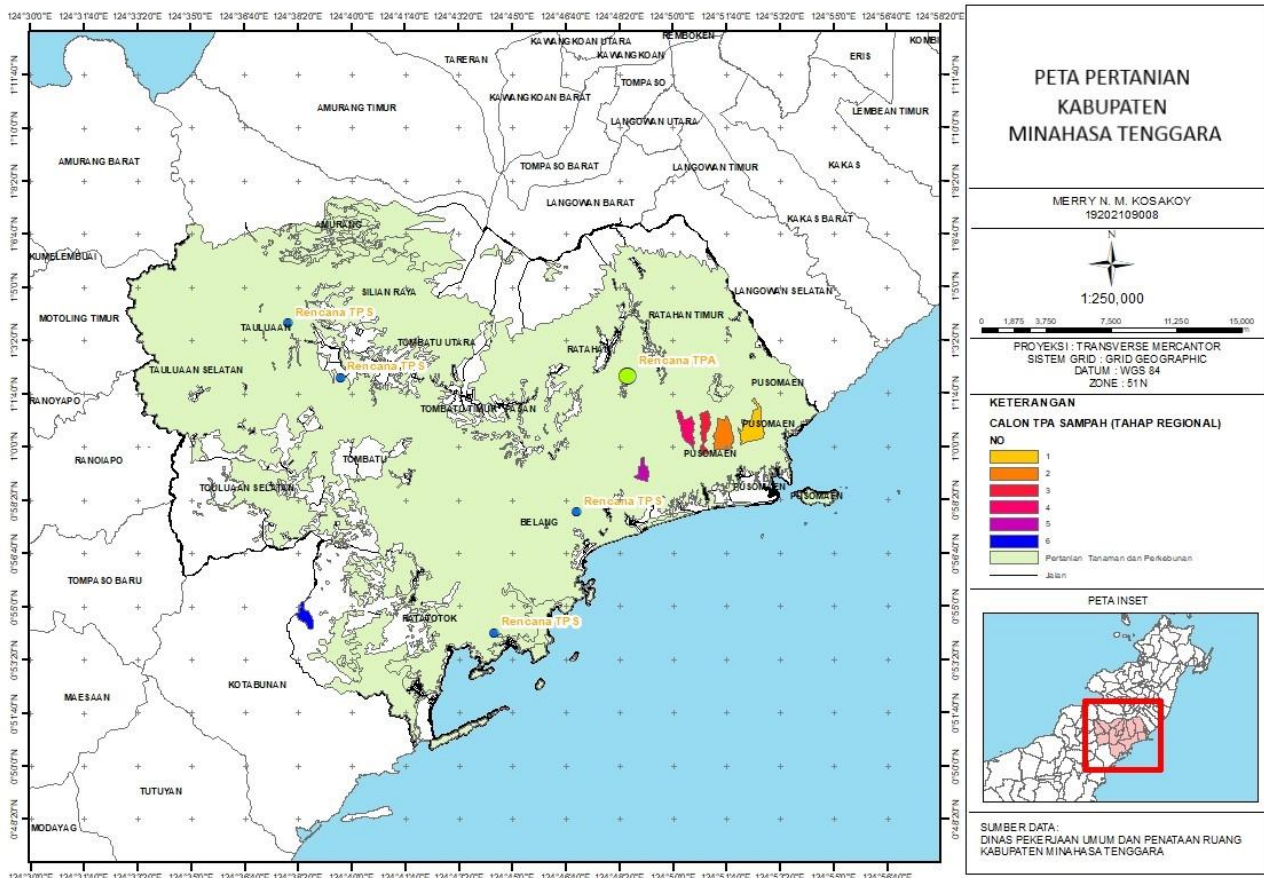 TARERAN
KAWANGKOAN UTARA
REMBOKEN
KOMBI
KAWANGKOAN
ERIS
TOMPASO
AMURANG TIMUR
KAWANGKOAN BARAT
LANGOWAN UTARA
LEMBEAN TIMUR
AMURANG BARAT
TOMPASO BARAT
LANGOWAN TIMUR
KAKAS
LANGOWAN BARAT
KAKAS BARAT
AMURANG
KUMELEMBUAI
SILIAN RAYA
LANGOWAN SELATAN
MOTOLING TIMUR
Rencana TPS
TAULUAAN
RATAHAN TIMUR
TOMBATU UTARA
RATAHAN
Rencana TPS
Rencana TPA
TAULUAAN SELATAN
PUSOMAEN
RANOYAPO
TOMBATU TIMUR
PASAN
PUSOMAEN
RANOIAPO
TOMBATU
PUSOMAEN
TOULUAAN SELATAN
PUSOMAEN
PUSOMAEN
Rencana TPS
BELANG
TOMPASO BARU
RATATOTOK
Rencana TPS
KOTABUNAN
MAESAAN
TUTUYAN
MODAYAG
PETA PERTANIAN
KABUPATEN
MINAHASA TENGGARA
MERRY N. M. KOSAKOY
19202109008
N
1:250,000
0 1,875 3,750 7,500 11,250 15,000
m
PROYEKSI : TRANSVERSE MERCANTOR
SISTEM GRID : GRID GEOGRAPHIC
DATUM : WGS 84
ZONE : 51N
KETERANGAN
CALON TPA SAMPAH (TAHAP REGIONAL)
NO
1
2
3
4
5
6
Pertanian Tanaman dan Perkebunan
Jalan
PETA INSET
SUMBER DATA :
DINAS PEKERJAAN UMUM DAN PENATAAN RUANG
KABUPATEN MINAHASA TENGGARA